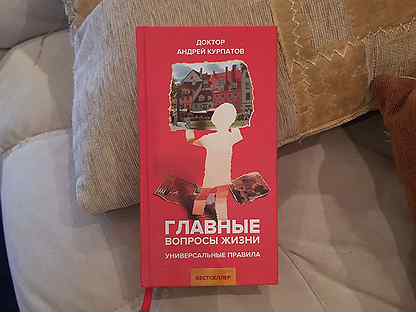 ДОКТОР
АНДРЕЙ КУРПАТОВ
ГЛАВНЫЕ
ВОПРОСЫ ЖИЗНИ
УНИВЕРСАЛЬНЫЕ ПРАВИЛА
БЕСТСЕЛЛЕР